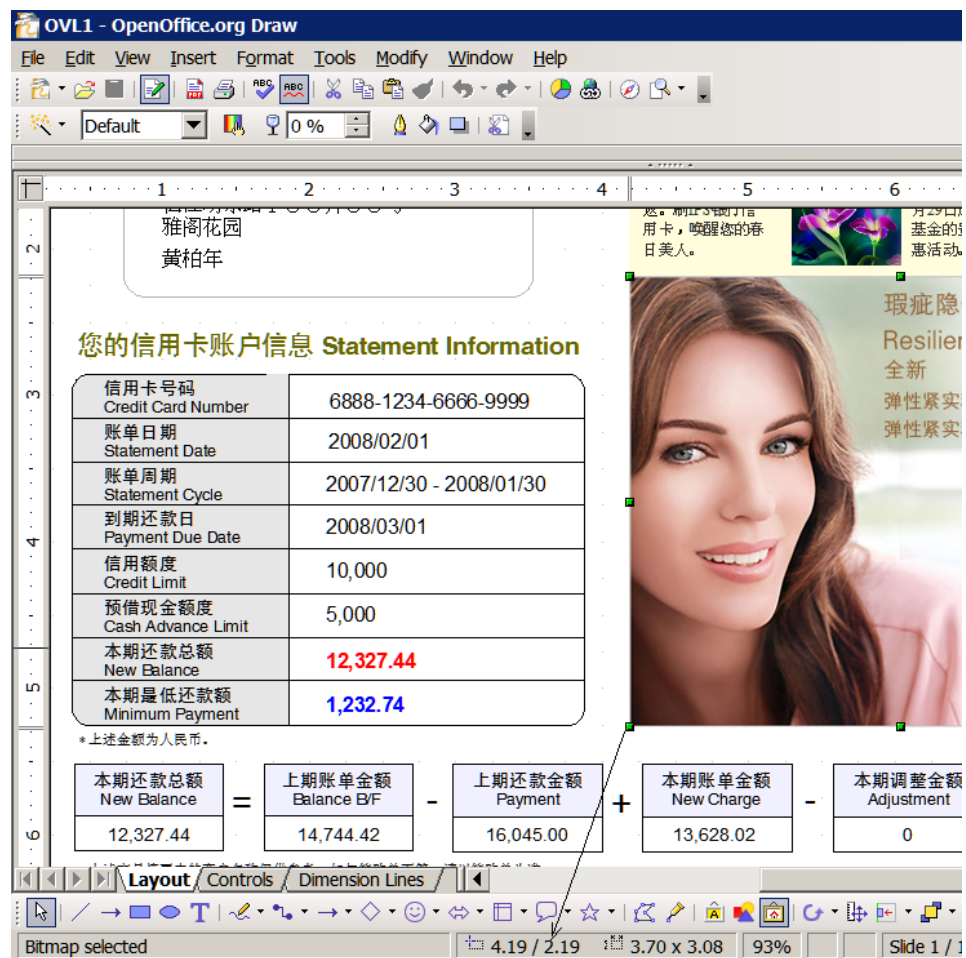 OVL1 - OpenOffice.org Draw
File Edit View Insert Format Tools Modify Window Help
Default
0 %
1 2 3 4 5 6
雅阁花园
黄柏年
用卡，唤醒您的春
日美人。
基金的
惠活动
2
3
4
5
6
您的信用卡账户信息 Statement Information
信用卡号码
Credit Card Number
6888-1234-6666-9999
账单日期
Statement Date
2008/02/01
账单周期
Statement Cycle
2007/12/30 - 2008/01/30
到期还款日
Payment Due Date
2008/03/01
信用额度
Credit Limit
10,000
预借现金额度
Cash Advance Limit
5,000
本期还款总额
New Balance
12,327.44
本期最低还款额
Minimum Payment
1,232.74
*上述金额为人民币.
瑕疵隐
Resilien
全新
弹性紧实
弹性紧实
本期还款总额
New Balance
12,327.44
=
上期账单金额
Balance B/F
14,744.42
-
上期还款金额
Payment
16,045.00
+
本期账单金额
New Charge
13,628.02
-
本期调整金额
Adjustment
0
Layout Controls Dimension Lines
Bitmap selected
4.19 / 2.19
3.70 x 3.08
93%
Slide 1 / 1